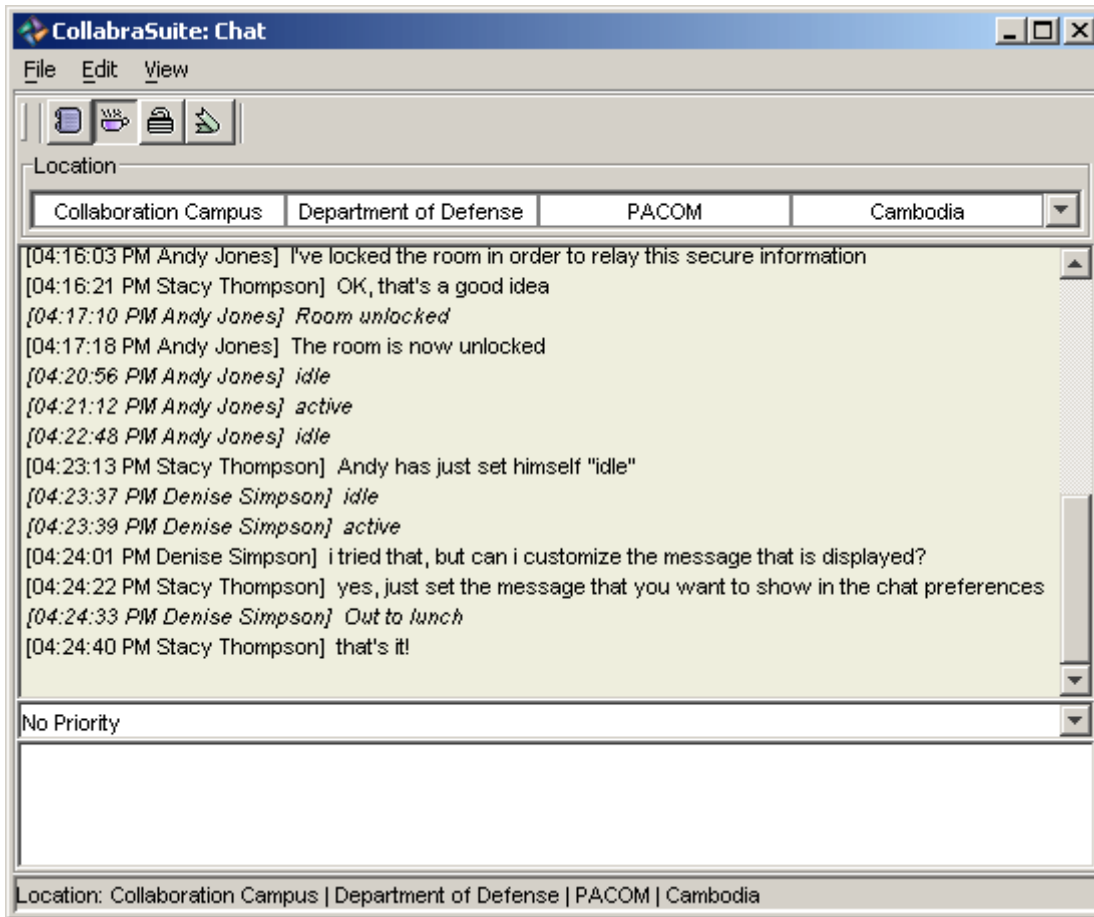 CollabraSuite: Chat
File Edit View
Location
Collaboration Campus Department of Defense PACOM Cambodia
[04:16:03 PM Andy Jones] I've locked the room in order to relay this secure information
[04:16:21 PM Stacy Thompson] OK, that's a good idea
[04:17:10 PM Andy Jones] Room unlocked
[04:17:18 PM Andy Jones] The room is now unlocked
[04:20:56 PM Andy Jones] idle
[04:21:12 PM Andy Jones] active
[04:22:48 PM Andy Jones] idle
[04:23:13 PM Stacy Thompson] Andy has just set himself "idle"
[04:23:37 PM Denise Simpson] idle
[04:23:39 PM Denise Simpson] active
[04:24:01 PM Denise Simpson] i tried that, but can i customize the message that is displayed?
[04:24:22 PM Stacy Thompson] yes, just set the message that you want to show in the chat preferences
[04:24:33 PM Denise Simpson] Out to lunch
[04:24:40 PM Stacy Thompson] that's it!
No Priority
Location: Collaboration Campus | Department of Defense | PACOM | Cambodia